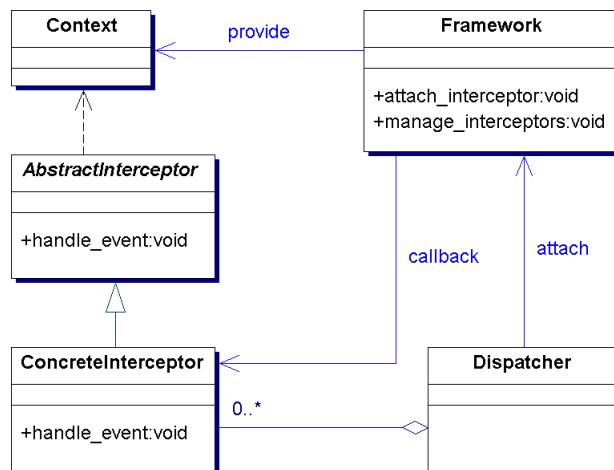 Context
provide
Framework
+attach_interceptor:void
+manage_interceptors:void
AbstractInterceptor
+handle_event:void
callback
attach
ConcreteInterceptor
+handle_event:void
0..*
Dispatcher